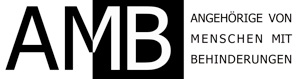 AMB
ANGEHÖRIGE VON
MENSCHEN MIT
BEHINDERUNGEN